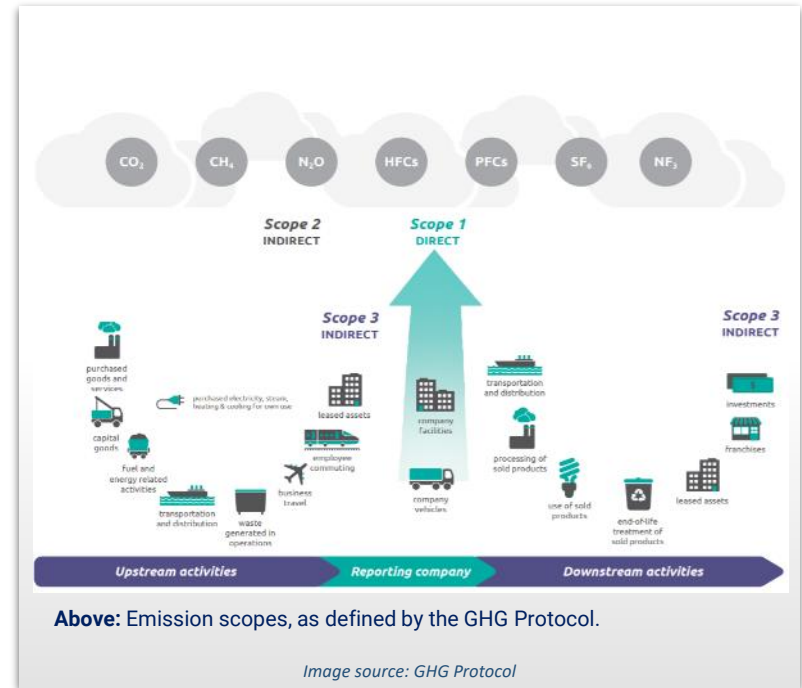 CO₂ CH₄ N₂O HFCs PFCs SF₆ NF₃
Scope 2
INDIRECT
Scope 1
DIRECT
Scope 3
INDIRECT
Scope 3
INDIRECT
purchased
goods and
services
capital
goods
fuel and
energy related
activities
purchased electricity, steam,
heating & cooling for own use
transportation
and distribution
waste
generated in
operations
business
travel
employee
commuting
leased assets
company
facilities
company
vehicles
transportation
and distribution
processing of
sold products
use of sold
products
end-of-life
treatment of
sold products
leased assets
franchises
investments
Upstream activities
Reporting company
Downstream activities
Above: Emission scopes, as defined by the GHG Protocol.
Image source: GHG Protocol